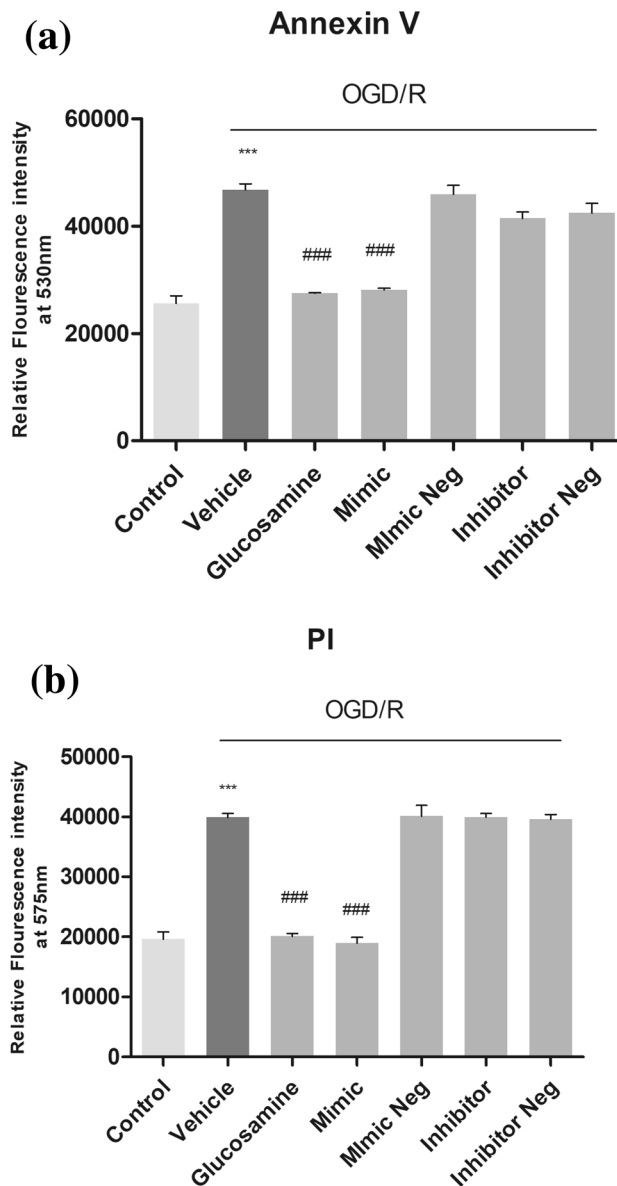 (a)
Annexin V
OGD/R
Relative Flourescence intensity
at 530nm
60000
40000
20000
0
***
###
###
Control
Vehicle
Glucosamine
Mimic
MImic Neg
Inhibitor
Inhibitor Neg
PI
(b)
OGD/R
Relative Flourescence intensity
at 575nm
50000
40000
30000
20000
10000
0
***
###
###
Control
Vehicle
Glucosamine
Mimic
MImic Neg
Inhibitor
Inhibitor Neg